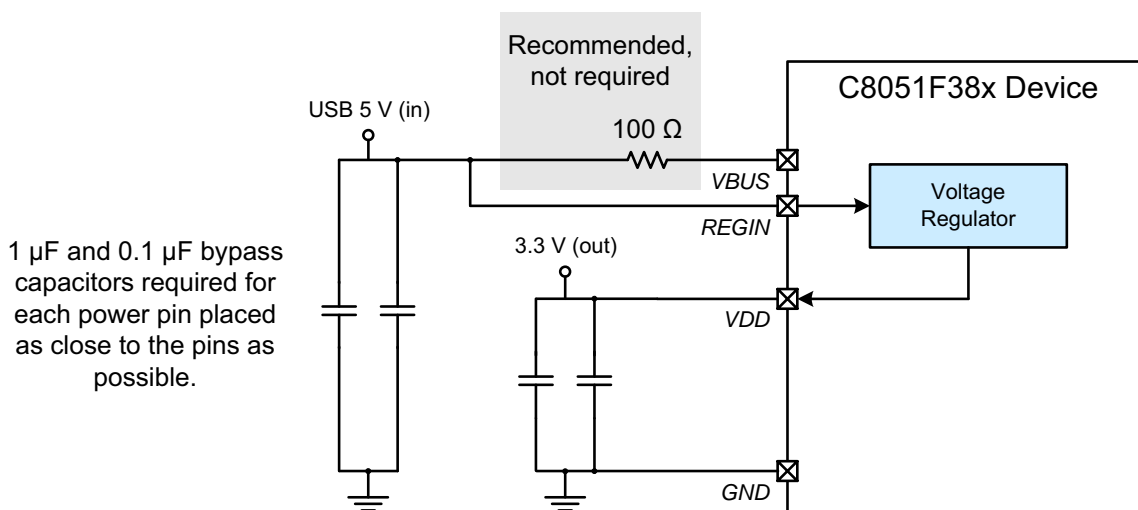 Recommended,
not required
C8051F38x Device
USB 5 V (in)
100 Ω
VBUS
Voltage
Regulator
REGIN
1 µF and 0.1 µF bypass
capacitors required for
each power pin placed
as close to the pins as
possible.
3.3 V (out)
VDD
GND